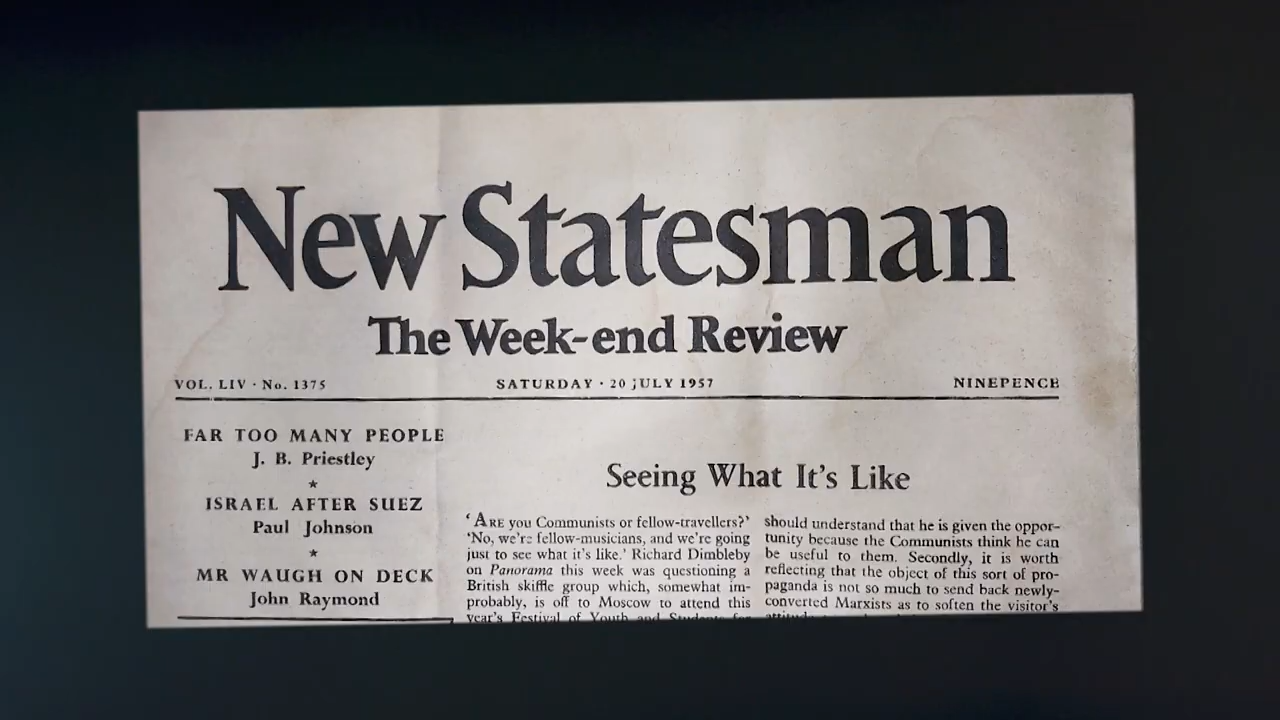 New Statesman
The Week-end Review
VOL. LIV · No. 1375
SATURDAY · 20 JULY 1957
NINEPENCE
FAR TOO MANY PEOPLE
J. B. Priestley
★
ISRAEL AFTER SUEZ
Paul Johnson
★
MR WAUGH ON DECK
John Raymond
Seeing What It's Like
‘ARE you Communists or fellow-travellers?’
‘No, we're fellow-musicians, and we're going
just to see what it's like.’ Richard Dimbleby
on Panorama this week was questioning a
British skiffle group which, somewhat im-
probably, is off to Moscow to attend this
year's Festival of Youth and Students for
should understand that he is given the oppor-
tunity because the Communists think he can
be useful to them. Secondly, it is worth
reflecting that the object of this sort of pro-
paganda is not so much to send back newly-
converted Marxists as to soften the visitor's